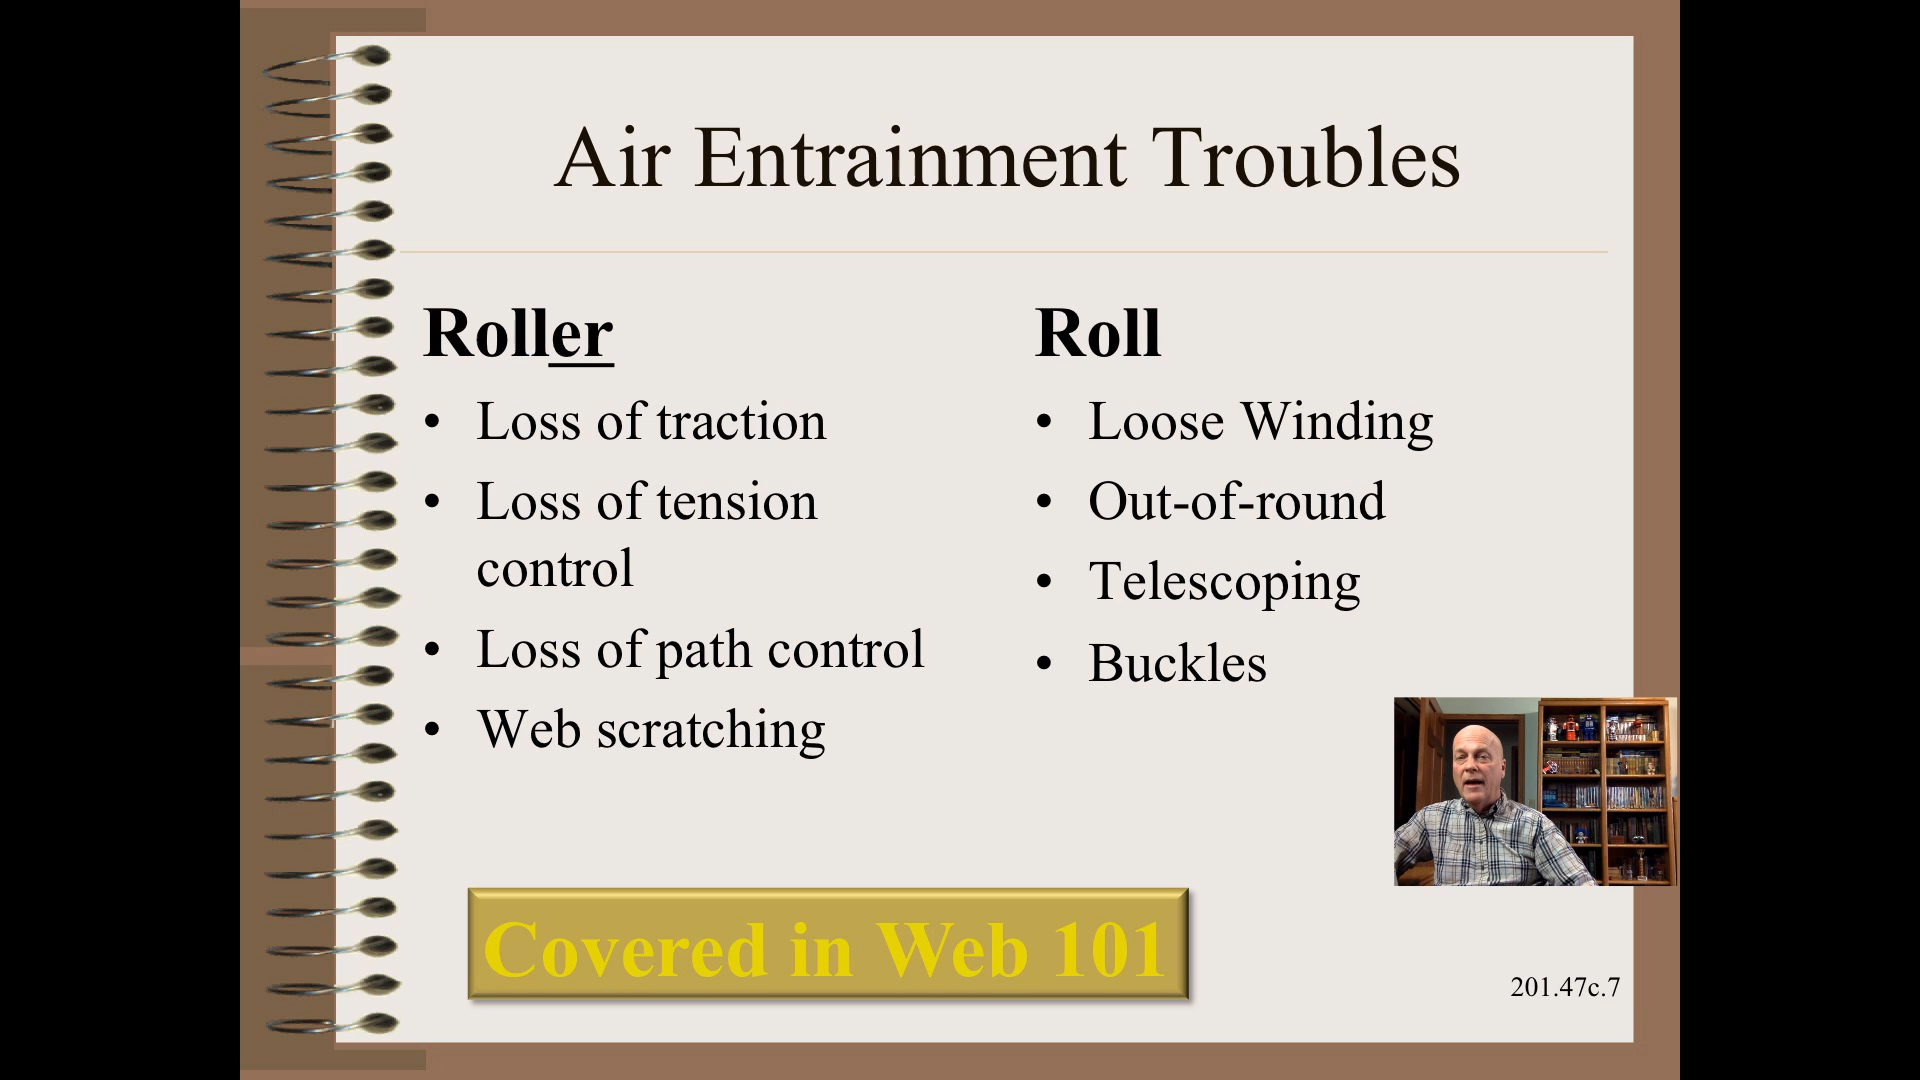 Air Entrainment Troubles
Roller
• Loss of traction
• Loss of tension
control
• Loss of path control
• Web scratching
Roll
• Loose Winding
• Out-of-round
• Telescoping
• Buckles
Covered in Web 101
201.47c.7